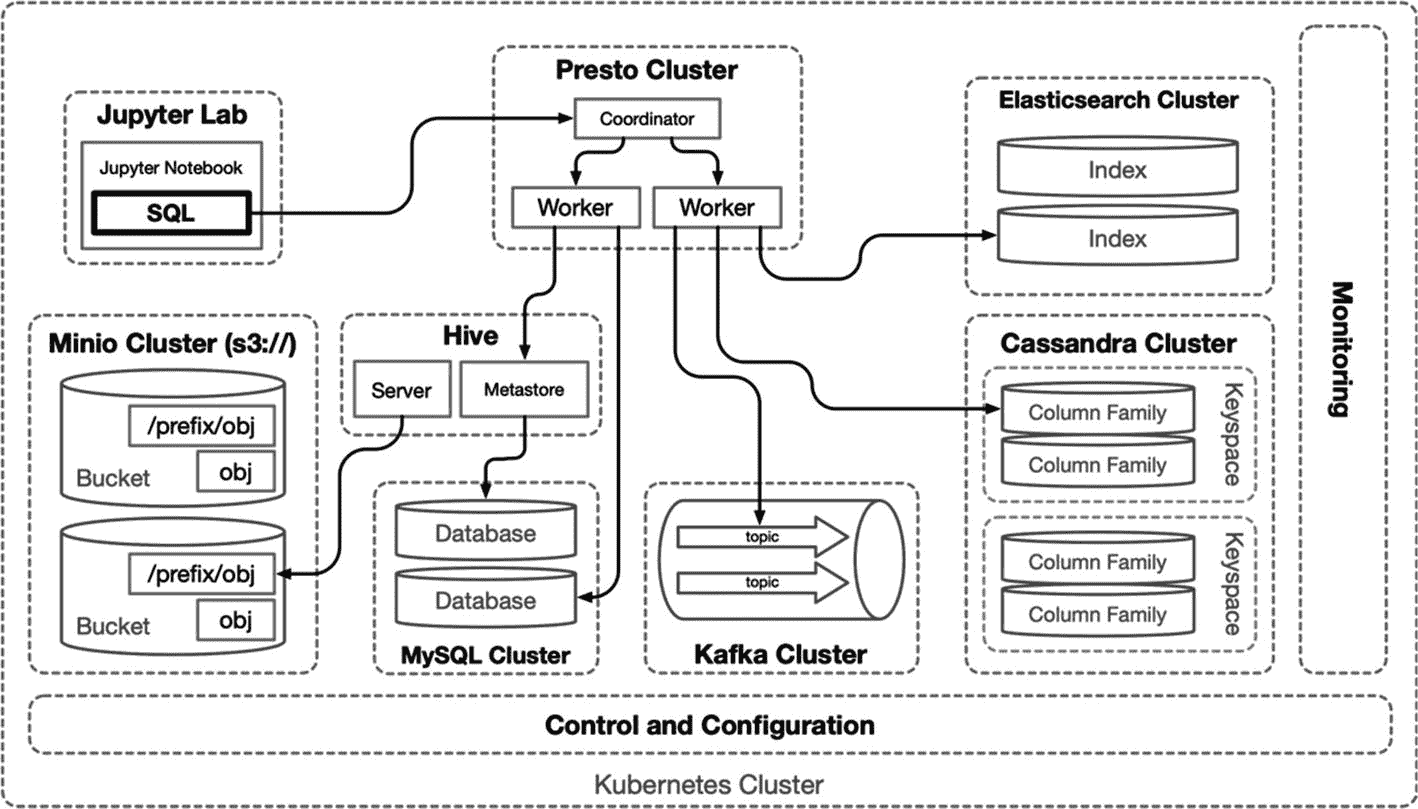 Presto Cluster
Coordinator
Worker
Worker
Jupyter Lab
Jupyter Notebook
SQL
Elasticsearch Cluster
Index
Index
Monitoring
Minio Cluster (s3://)
/prefix/obj
obj
Bucket
/prefix/obj
obj
Bucket
Hive
Server
Metastore
Database
Database
MySQL Cluster
topic
topic
Kafka Cluster
Cassandra Cluster
Column Family
Column Family
Keyspace
Column Family
Column Family
Keyspace
Control and Configuration
Kubernetes Cluster